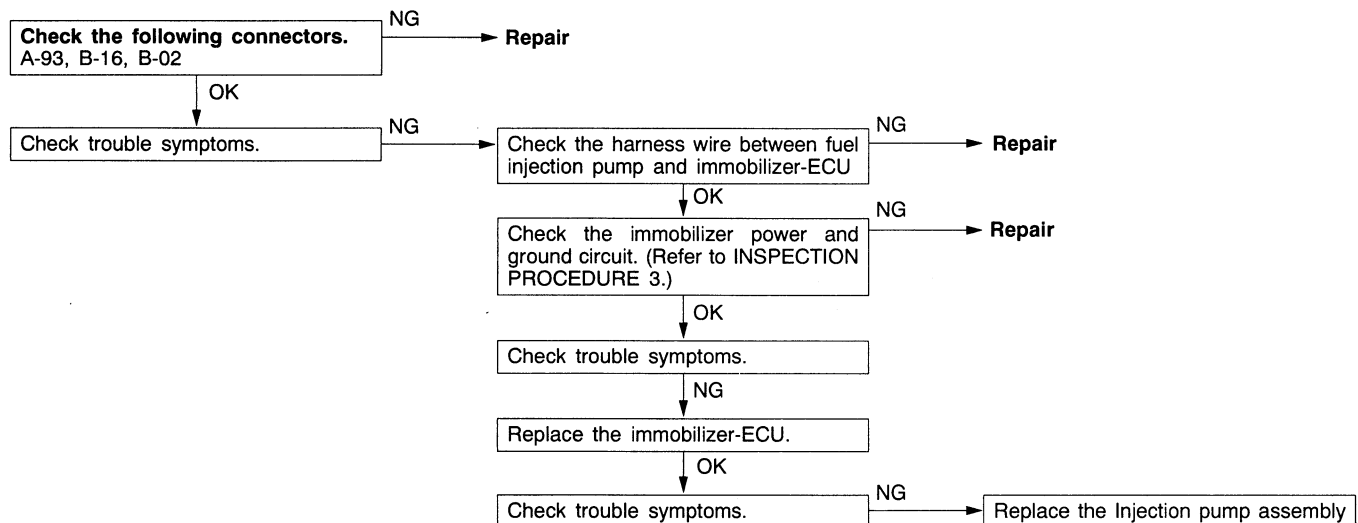 NG
Check the following connectors.
A-93, B-16, B-02
Repair
OK
Check trouble symptoms.
NG
Check the harness wire between fuel
injection pump and immobilizer-ECU
NG
Repair
OK
Check the immobilizer power and
ground circuit. (Refer to INSPECTION
PROCEDURE 3.)
NG
Repair
OK
Check trouble symptoms.
NG
Replace the immobilizer-ECU.
OK
Check trouble symptoms.
NG
Replace the Injection pump assembly